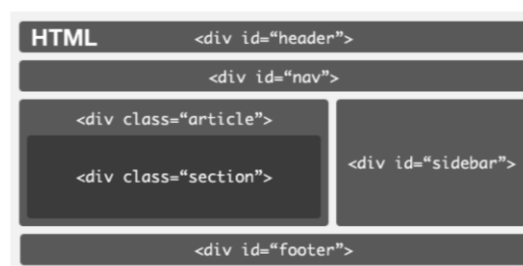 HTML <div id=“header”>
<div id=“nav”>
<div class=“article”>
<div class=“section”>
<div id=“sidebar”>
<div id=“footer”>